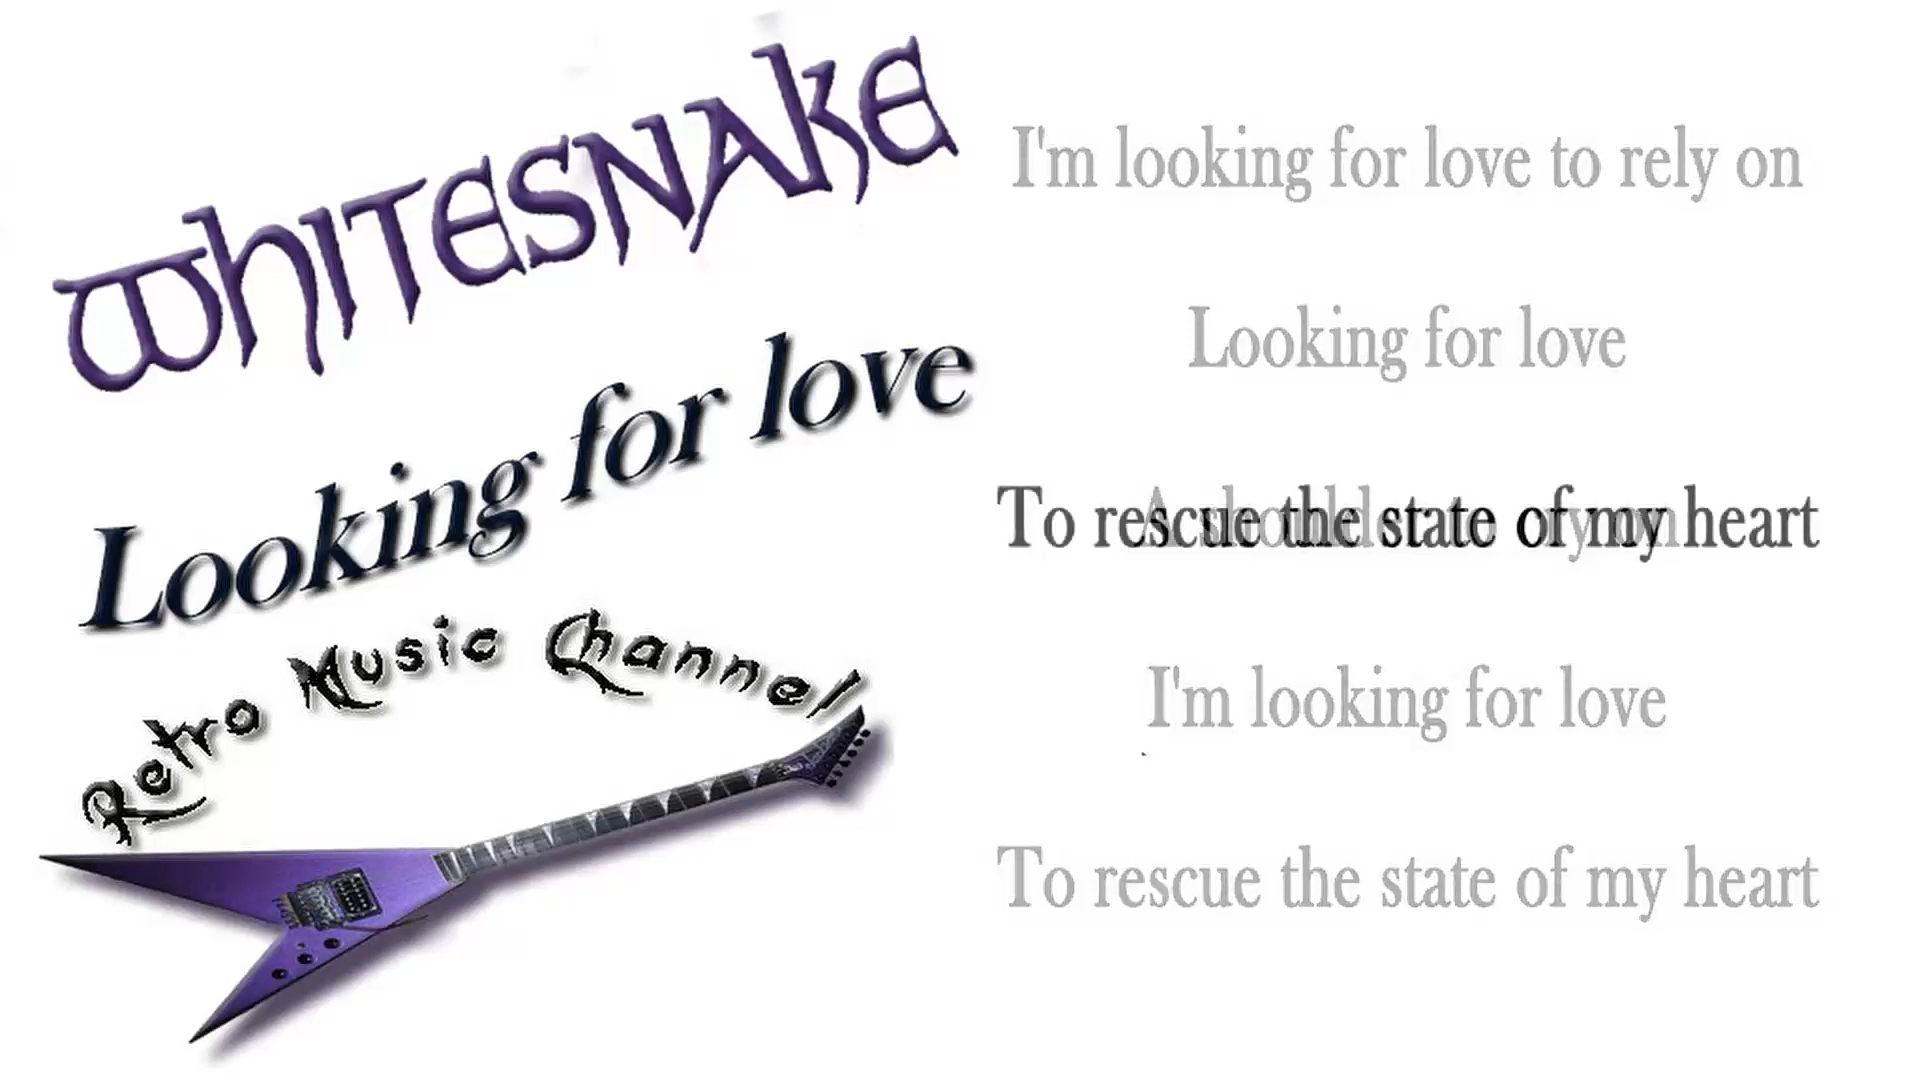 WHITESNAKE
Looking for love
Retro Music Channel
I'm looking for love to rely on
Looking for love
To rescue the state of my heart
I'm looking for love
To rescue the state of my heart